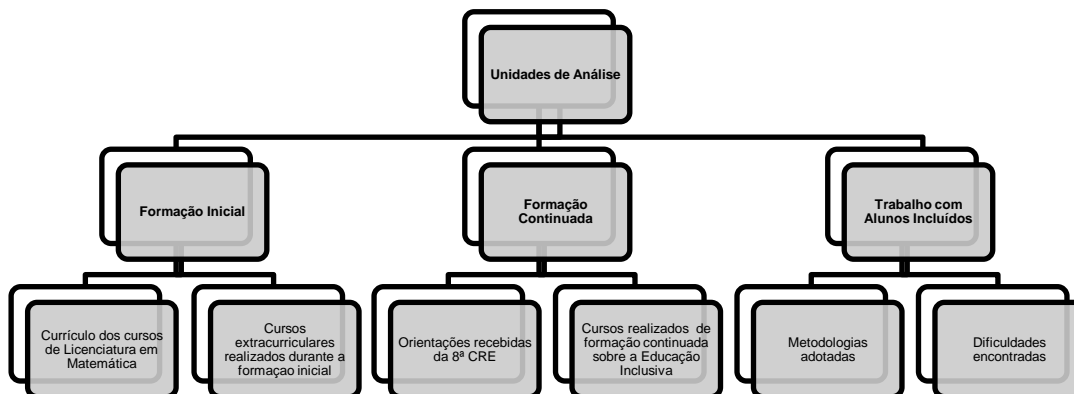 Unidades de Análise
Formação Inicial
Formação
Continuada
Trabalho com
Alunos Incluídos
Currículo dos cursos
de Licenciatura em
Matemática
Cursos
extracurriculares
realizados durante a
formaçao inicial
Orientações recebidas
da 8ª CRE
Cursos realizados de
formação continuada
sobre a Educação
Inclusiva
Metodologias
adotadas
Dificuldades
encontradas